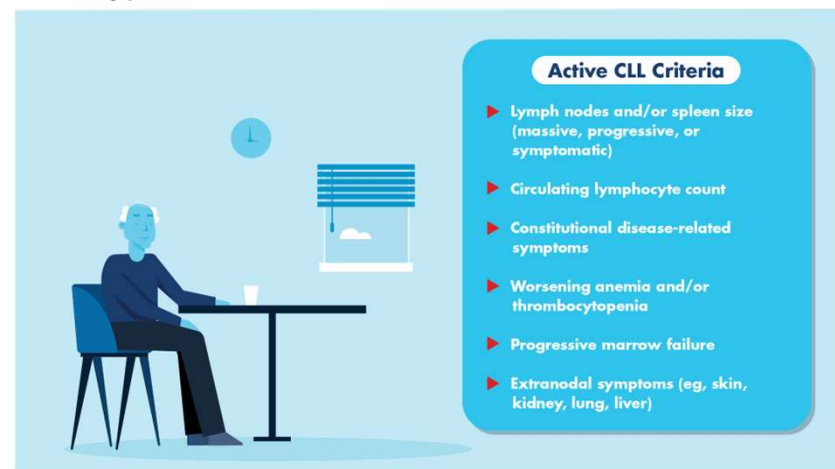 Active CLL Criteria
Lymph nodes and/or spleen size
(massive, progressive, or
symptomatic)
Circulating lymphocyte count
Constitutional disease-related
symptoms
Worsening anemia and/or
thrombocytopenia
Progressive marrow failure
Extranodal symptoms (eg, skin,
kidney, lung, liver)